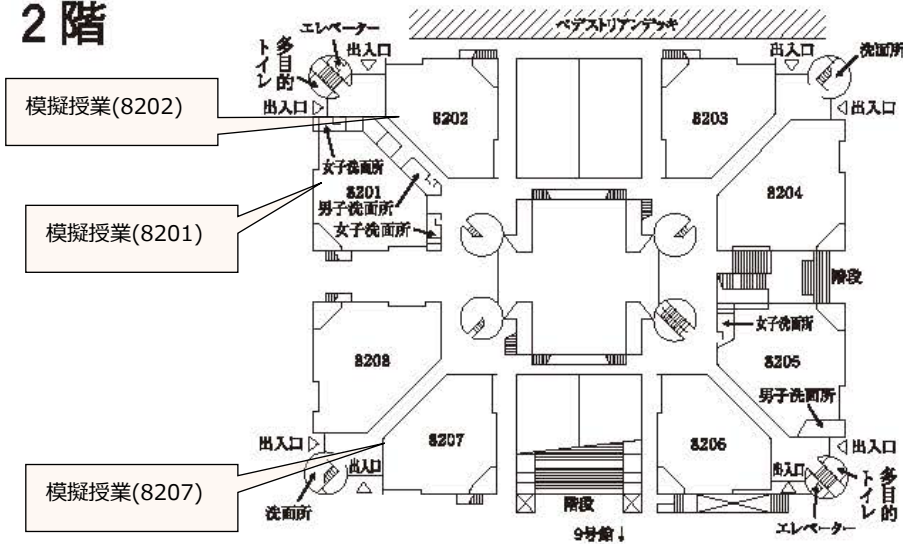 2階
ペデストリアンデッキ
エレベーター
多目的
トイレ
出入口
出入口
洗面所
模擬授業(8202)
出入口
出入口
8202
8203
女子洗面所
8201
8204
男子洗面所
模擬授業(8201)
女子洗面所
階段
女子洗面所
8208
8205
男子洗面所
出入口
8207
8206
出入口
出入口
出入口
模擬授業(8207)
洗面所
階段
多目的
トイレ
エレベーター
9号館↓